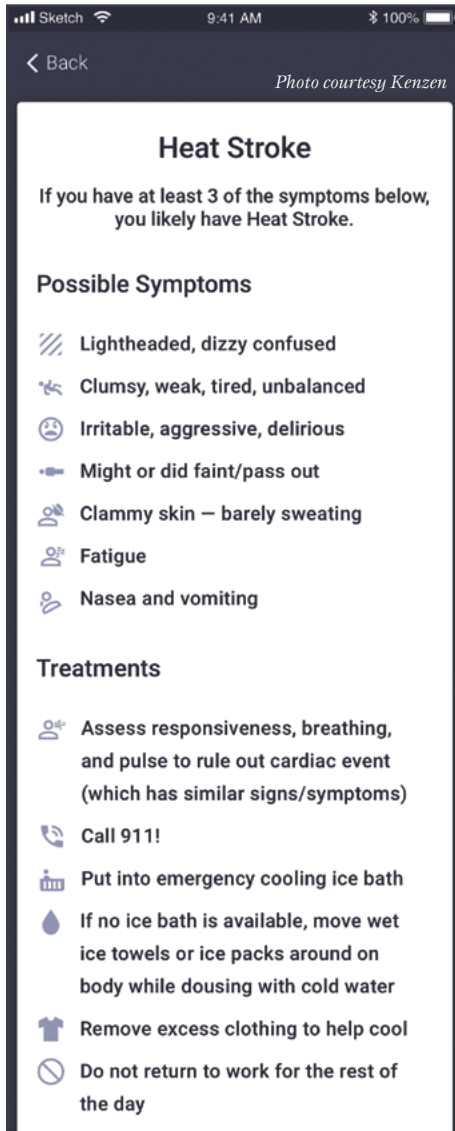 Sketch 9:41 AM 100%
Back
Photo courtesy Kenzen
Heat Stroke
If you have at least 3 of the symptoms below,
you likely have Heat Stroke.
Possible Symptoms
Lightheaded, dizzy confused
Clumsy, weak, tired, unbalanced
Irritable, aggressive, delirious
Might or did faint/pass out
Clammy skin — barely sweating
Fatigue
Nasea and vomiting
Treatments
Assess responsiveness, breathing,
and pulse to rule out cardiac event
(which has similar signs/symptoms)
Call 911!
Put into emergency cooling ice bath
If no ice bath is available, move wet
ice towels or ice packs around on
body while dousing with cold water
Remove excess clothing to help cool
Do not return to work for the rest of
the day